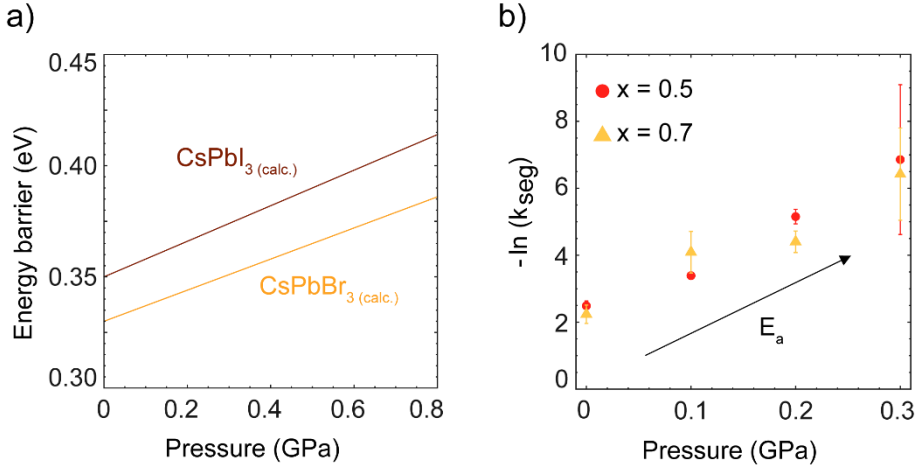 a)
0.45
0.40
0.35
0.30
Energy barrier (eV)
CsPbI3 (calc.)
CsPbBr3 (calc.)
0
0.2
0.4
0.6
0.8
Pressure (GPa)
b)
10
8
6
4
2
0
- ln (kseg)
x = 0.5
x = 0.7
Ea
0
0.1
0.2
0.3
Pressure (GPa)